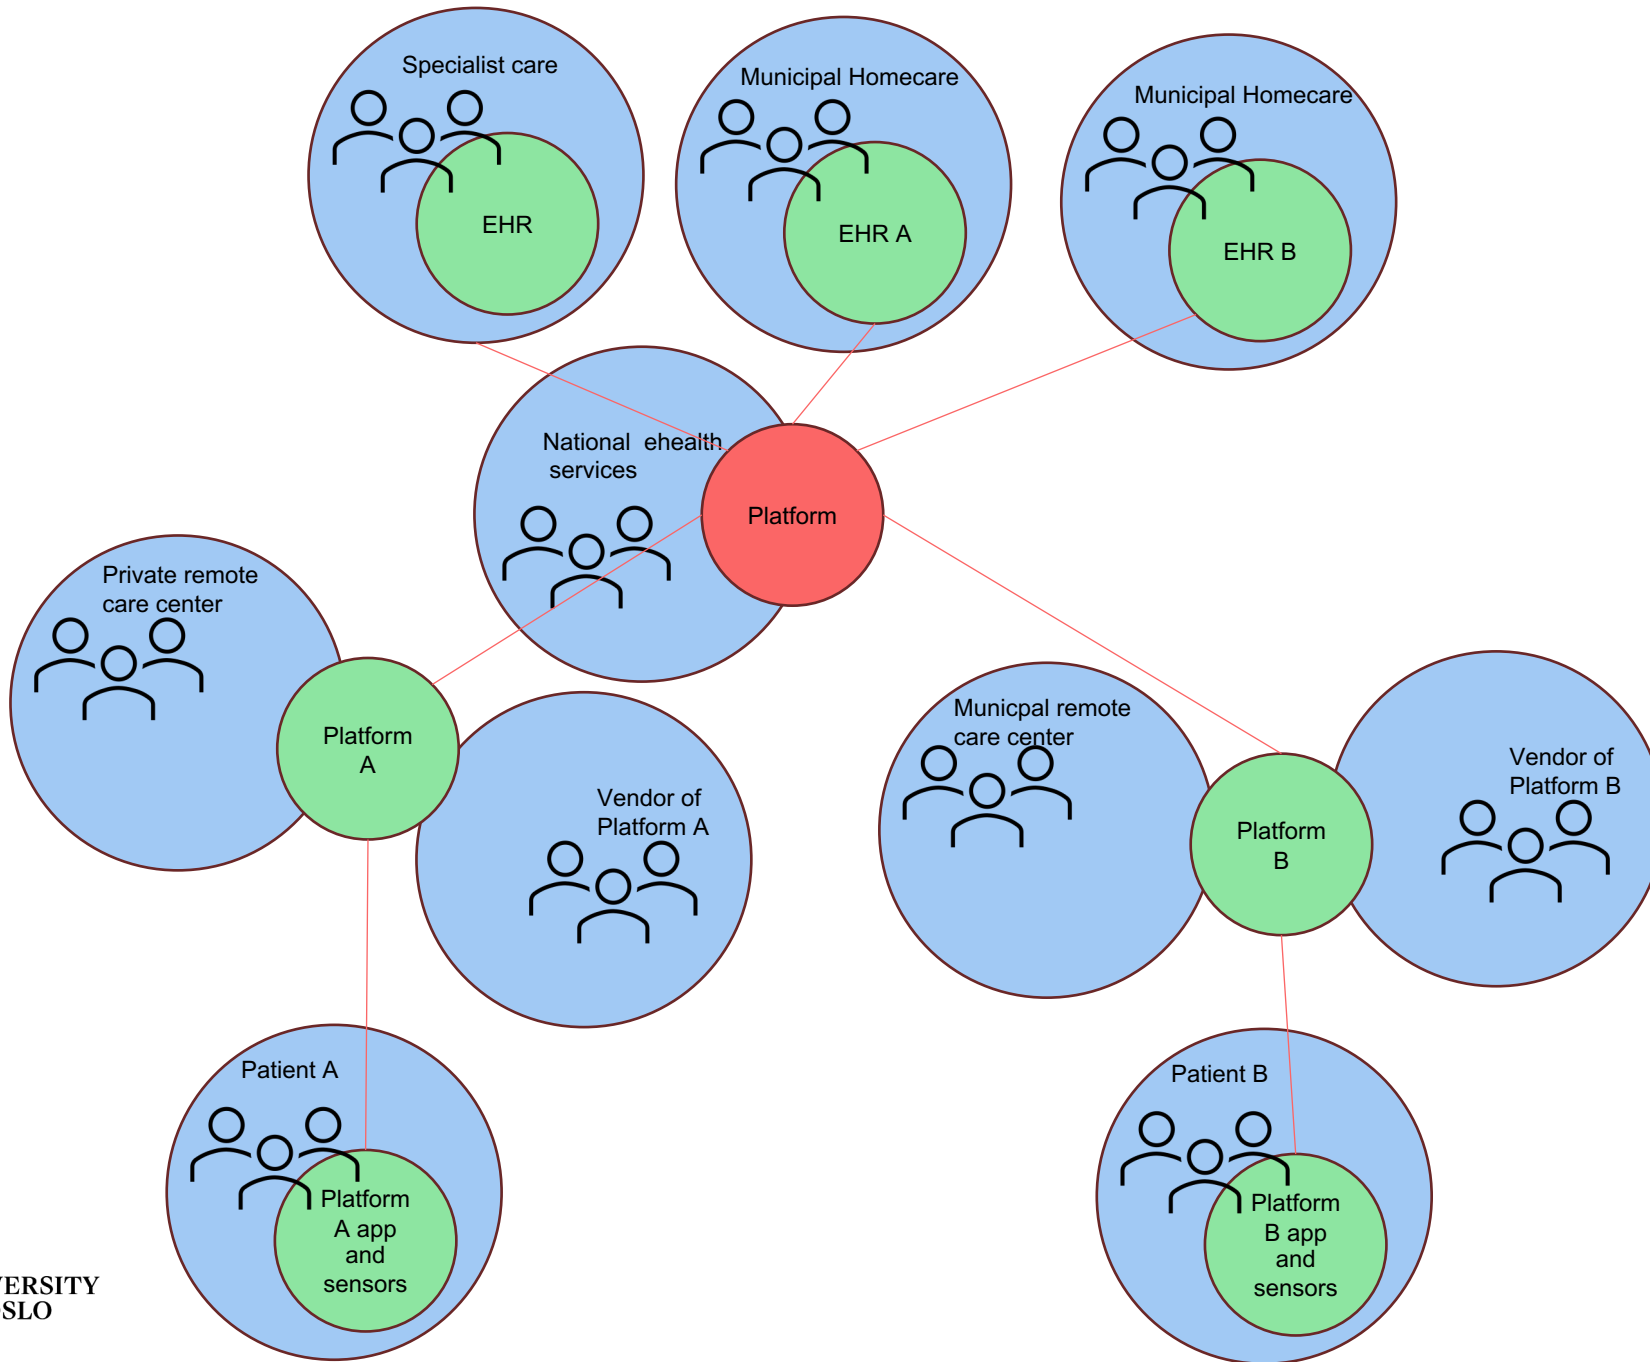 Specialist care
Municipal Homecare
Municipal Homecare
EHR
EHR A
EHR B
National ehealth
services
Platform
Private remote
care center
Platform
A
Vendor of
Platform A
Municpal remote
care center
Vendor of
Platform B
Platform
B
Patient A
Platform
A app
and
sensors
Patient B
Platform
B app
and
sensors
VERSITY
OSLO